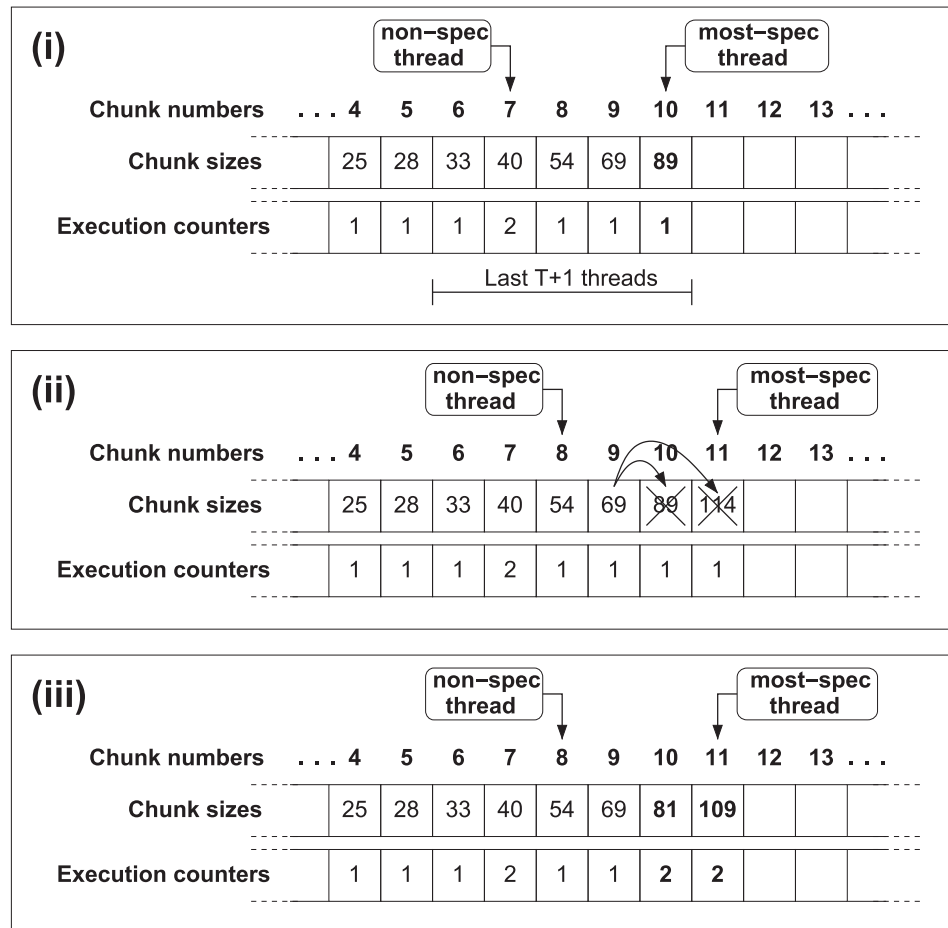 (i)
non–spec thread
most–spec thread
Chunk numbers . . . 4 5 6 7 8 9 10 11 12 13 . . .
Chunk sizes 25 28 33 40 54 69 89
Execution counters 1 1 1 2 1 1 1
Last T+1 threads
(ii)
non–spec thread
most–spec thread
Chunk numbers . . . 4 5 6 7 8 9 10 11 12 13 . . .
Chunk sizes 25 28 33 40 54 69 89 114
Execution counters 1 1 1 2 1 1 1 1
(iii)
non–spec thread
most–spec thread
Chunk numbers . . . 4 5 6 7 8 9 10 11 12 13 . . .
Chunk sizes 25 28 33 40 54 69 81 109
Execution counters 1 1 1 2 1 1 2 2